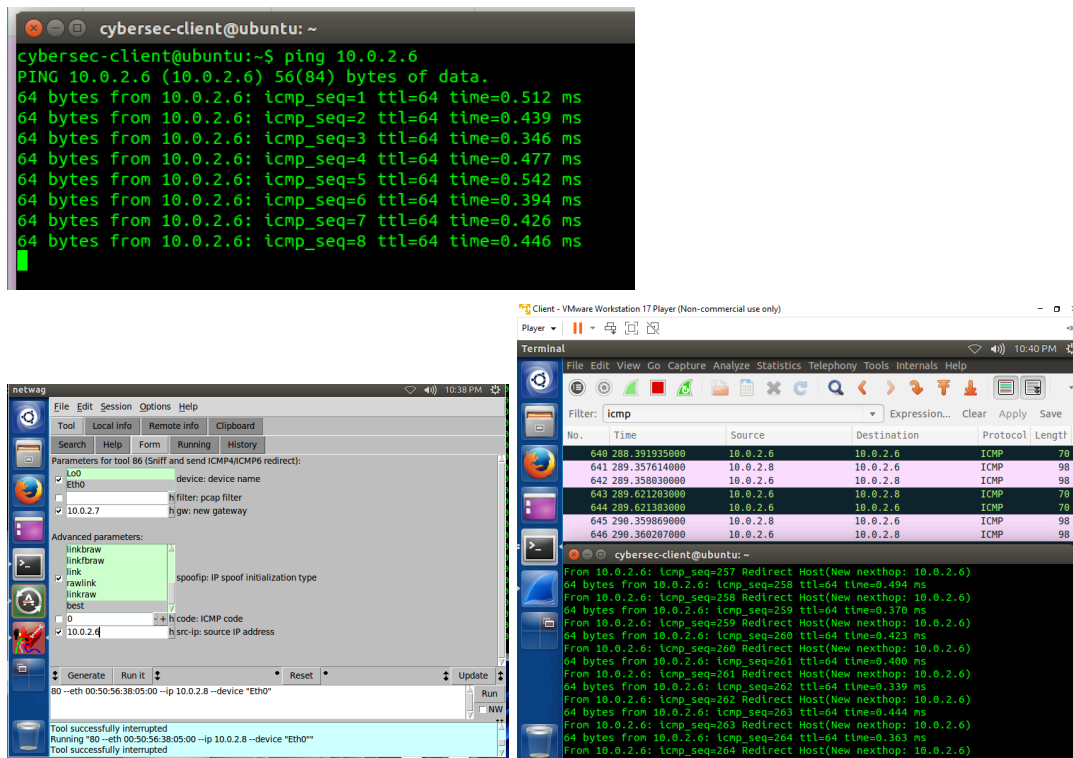 cybersec-client@ubuntu: ~
cybersec-client@ubuntu:~$ ping 10.0.2.6
PING 10.0.2.6 (10.0.2.6) 56(84) bytes of data.
64 bytes from 10.0.2.6: icmp_seq=1 ttl=64 time=0.512 ms
64 bytes from 10.0.2.6: icmp_seq=2 ttl=64 time=0.439 ms
64 bytes from 10.0.2.6: icmp_seq=3 ttl=64 time=0.346 ms
64 bytes from 10.0.2.6: icmp_seq=4 ttl=64 time=0.477 ms
64 bytes from 10.0.2.6: icmp_seq=5 ttl=64 time=0.542 ms
64 bytes from 10.0.2.6: icmp_seq=6 ttl=64 time=0.394 ms
64 bytes from 10.0.2.6: icmp_seq=7 ttl=64 time=0.426 ms
64 bytes from 10.0.2.6: icmp_seq=8 ttl=64 time=0.446 ms
netwag 10:38 PM
File Edit Session Options Help
Tool Local info Remote info Clipboard
Search Help Form Running History
Parameters for tool 86 (Sniff and send ICMP4/ICMP6 redirect):
Lo0
Eth0
device: device name
h filter: pcap filter
10.0.2.7 h gw: new gateway
Advanced parameters:
linkbraw
linkfbraw
link
rawlink
linkraw
best
spoofip: IP spoof initialization type
0 - + h code: ICMP code
10.0.2.6 h src-ip: source IP address
Generate Run it Reset Update
80 --eth 00:50:56:38:05:00 --ip 10.0.2.8 --device "Eth0"
Run
NW
Tool successfully interrupted
Running "80 --eth 00:50:56:38:05:00 --ip 10.0.2.8 --device "Eth0""
Tool successfully interrupted
Client - VMware Workstation 17 Player (Non-commercial use only)
Player
Terminal 10:40 PM
File Edit View Go Capture Analyze Statistics Telephony Tools Internals Help
Filter: icmp Expression... Clear Apply Save
No. Time Source Destination Protocol Length
640 288.391935000 10.0.2.6 10.0.2.6 ICMP 70
641 289.357614000 10.0.2.8 10.0.2.6 ICMP 98
642 289.358030000 10.0.2.6 10.0.2.8 ICMP 98
643 289.621203000 10.0.2.6 10.0.2.8 ICMP 70
644 289.621383000 10.0.2.6 10.0.2.6 ICMP 70
645 290.359869000 10.0.2.8 10.0.2.6 ICMP 98
646 290.360207000 10.0.2.6 10.0.2.8 ICMP 98
cybersec-client@ubuntu: ~
From 10.0.2.6: icmp_seq=257 Redirect Host(New nexthop: 10.0.2.6)
64 bytes from 10.0.2.6: icmp_seq=258 ttl=64 time=0.494 ms
From 10.0.2.6: icmp_seq=258 Redirect Host(New nexthop: 10.0.2.6)
64 bytes from 10.0.2.6: icmp_seq=259 ttl=64 time=0.370 ms
From 10.0.2.6: icmp_seq=259 Redirect Host(New nexthop: 10.0.2.6)
64 bytes from 10.0.2.6: icmp_seq=260 ttl=64 time=0.423 ms
From 10.0.2.6: icmp_seq=260 Redirect Host(New nexthop: 10.0.2.6)
64 bytes from 10.0.2.6: icmp_seq=261 ttl=64 time=0.400 ms
From 10.0.2.6: icmp_seq=261 Redirect Host(New nexthop: 10.0.2.6)
64 bytes from 10.0.2.6: icmp_seq=262 ttl=64 time=0.339 ms
From 10.0.2.6: icmp_seq=262 Redirect Host(New nexthop: 10.0.2.6)
64 bytes from 10.0.2.6: icmp_seq=263 ttl=64 time=0.444 ms
From 10.0.2.6: icmp_seq=263 Redirect Host(New nexthop: 10.0.2.6)
64 bytes from 10.0.2.6: icmp_seq=264 ttl=64 time=0.363 ms
From 10.0.2.6: icmp_seq=264 Redirect Host(New nexthop: 10.0.2.6)